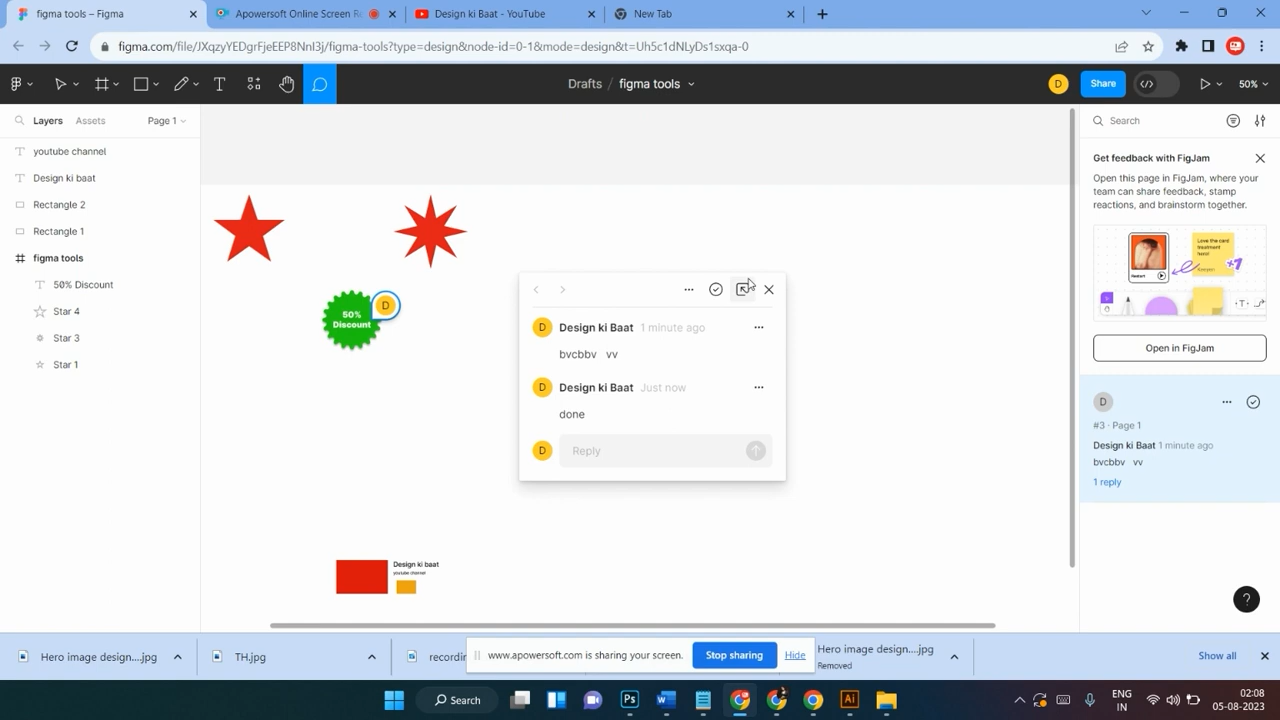 figma tools – Figma
Apowersoft Online Screen Re
Design ki Baat - YouTube
New Tab
figma.com/file/JXqzyYEDgrFjeEEP8NnI3j/figma-tools?type=design&node-id=0-1&mode=design&t=Uh5c1dNLyDs1sxqa-0
Drafts / figma tools
D
Share
50%
Layers
Assets
Page 1
youtube channel
Design ki baat
Rectangle 2
Rectangle 1
figma tools
50% Discount
Star 4
Star 3
Star 1
50%
Discount
D
D
Design ki Baat 1 minute ago
bvcbbv vv
D
Design ki Baat Just now
done
D
Reply
Design ki baat
youtube channel
Search
Get feedback with FigJam
Open this page in FigJam, where your
team can share feedback, stamp
reactions, and brainstorm together.
Open in FigJam
D
#3 · Page 1
Design ki Baat 1 minute ago
bvcbbv vv
1 reply
?
Hero image design....jpg
TH.jpg
recordin
www.apowersoft.com is sharing your screen.
Stop sharing
Hide
Hero image design....jpg
Removed
Show all
Search
ENG
IN
02:08
05-08-2023